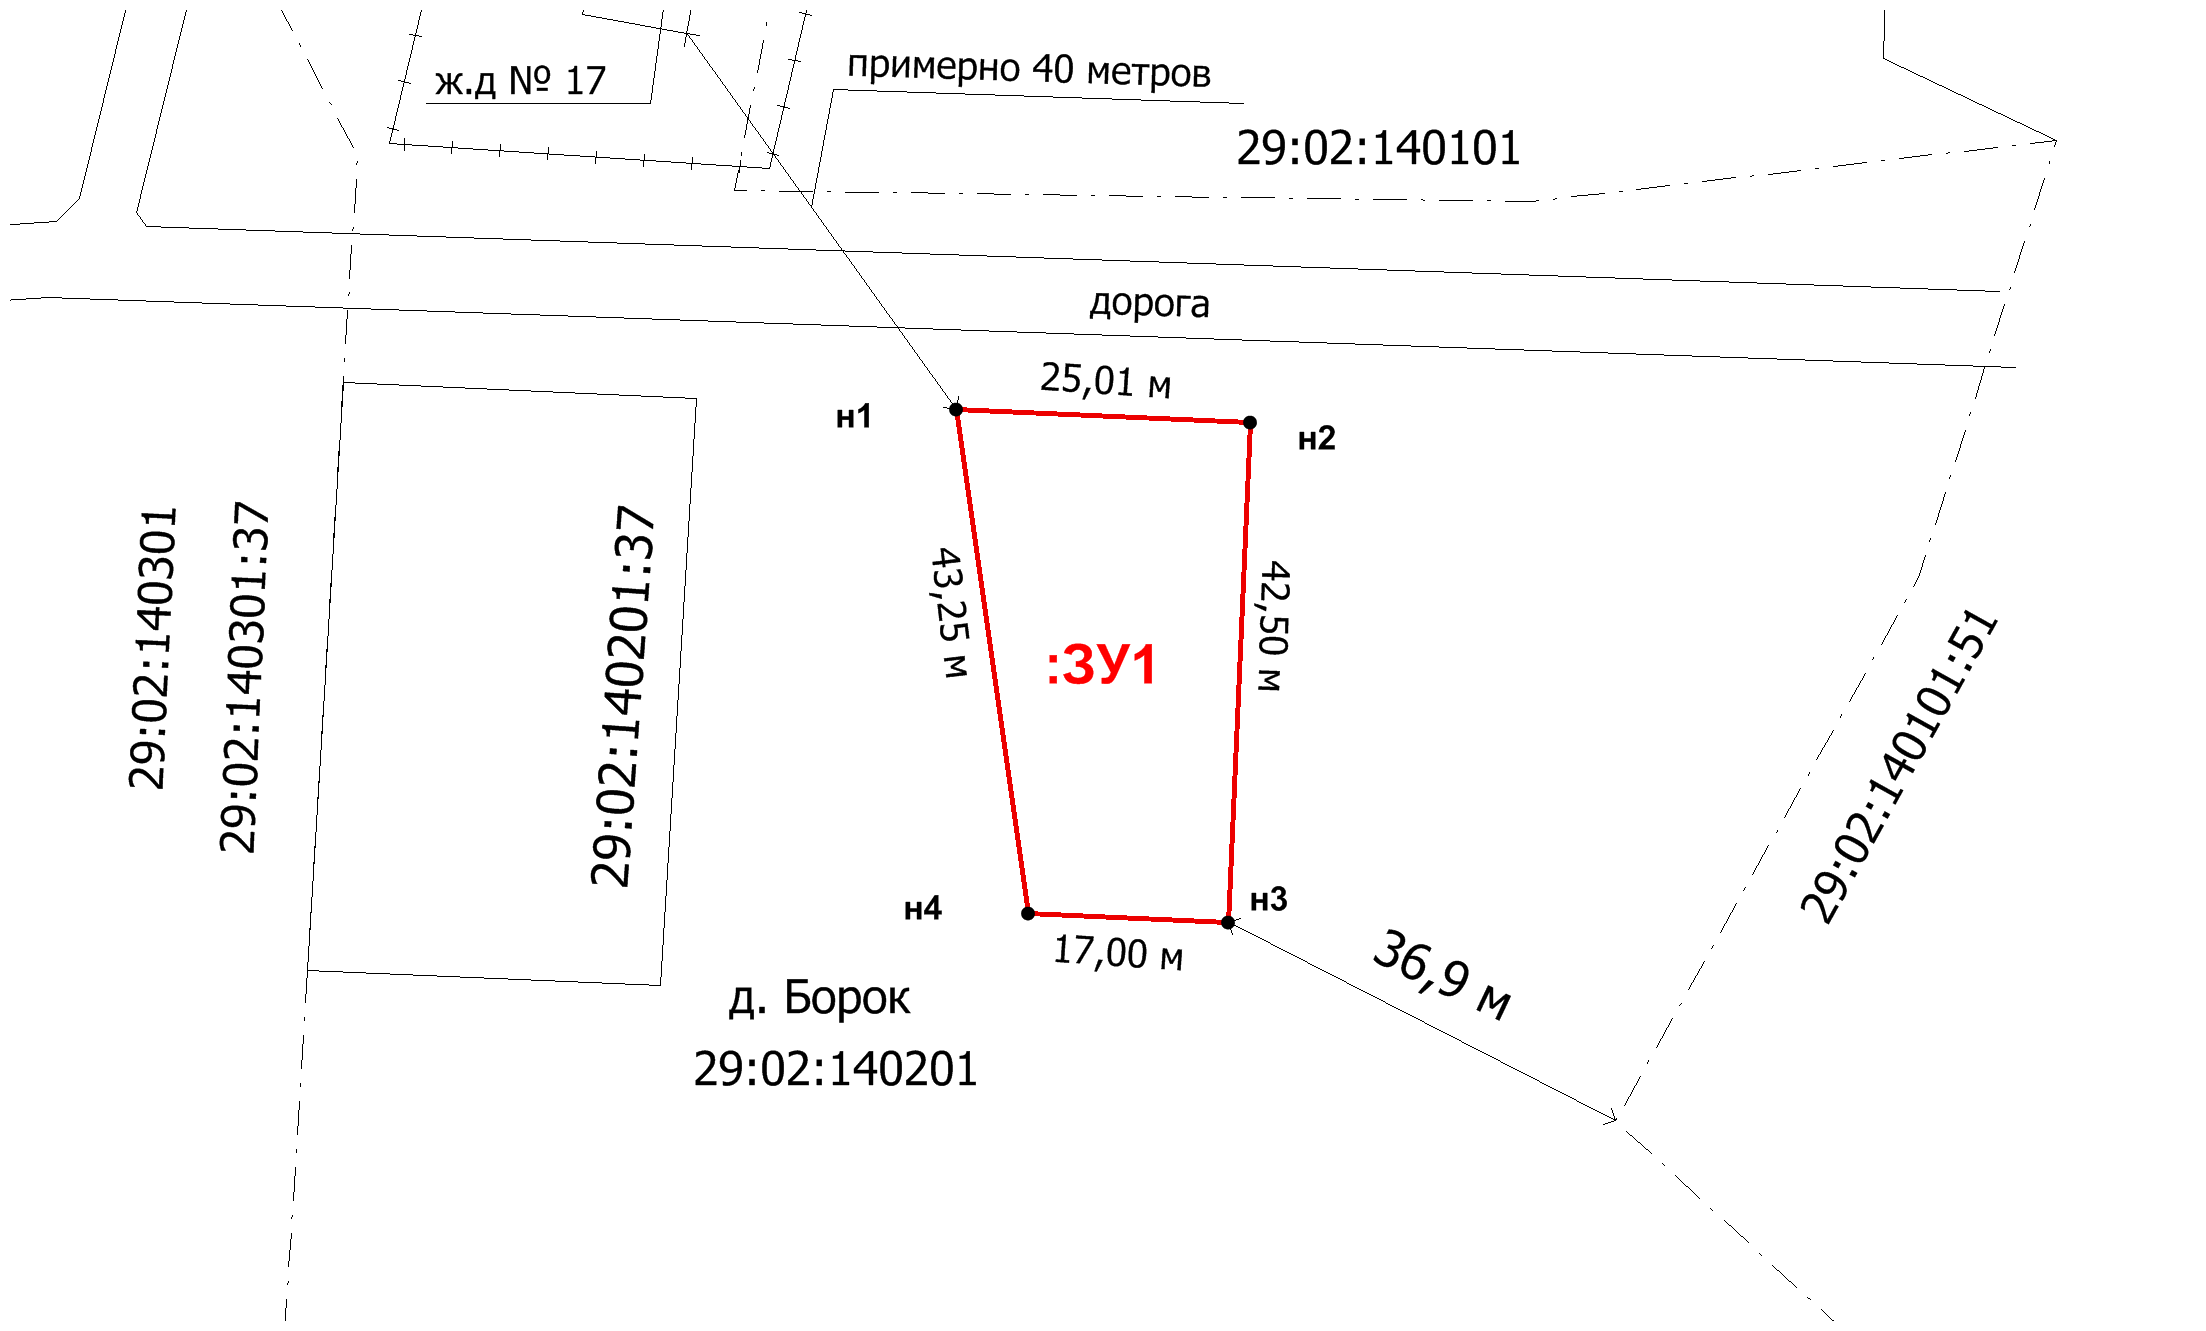 ж.д № 17
примерно 40 метров
29:02:140101
дорога
25,01 м
н1
н2
43,25 м
42,50 м
:ЗУ1
29:02:140301
29:02:140301:37
29:02:140201:37
29:02:140101:51
н4
н3
17,00 м
36,9 м
д. Борок
29:02:140201